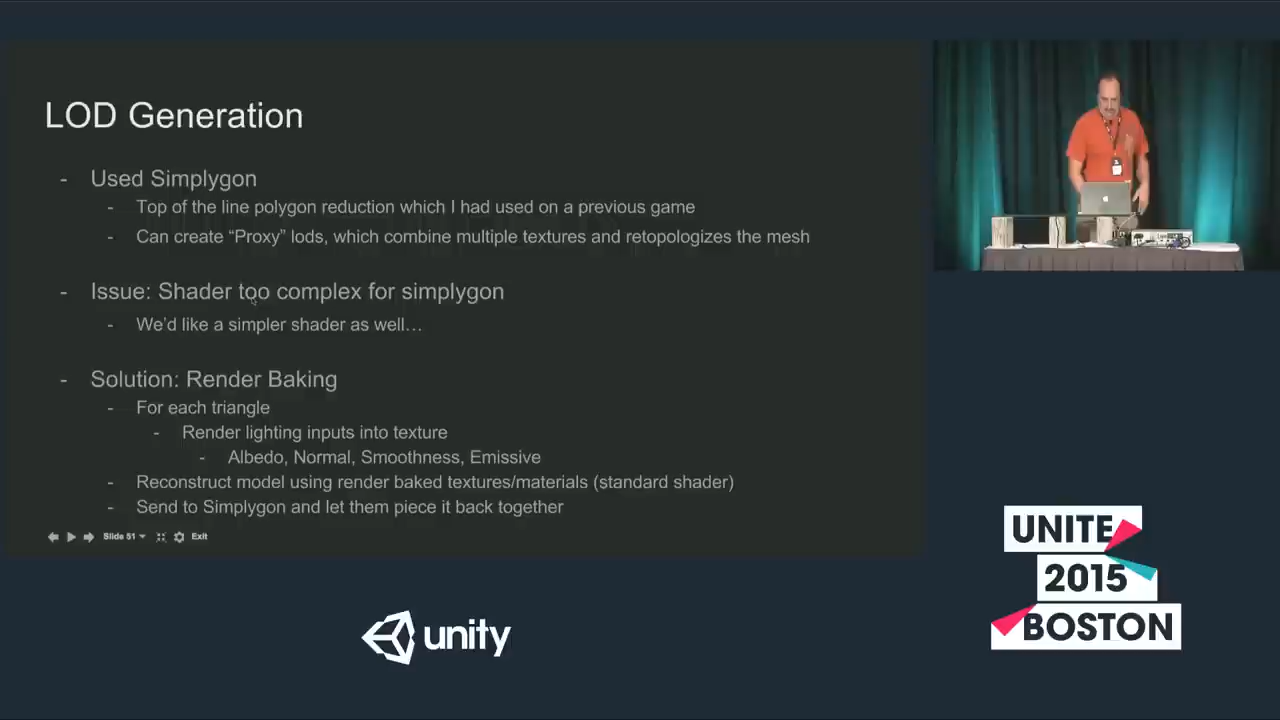 LOD Generation
- Used Simplygon
- Top of the line polygon reduction which I had used on a previous game
- Can create “Proxy” lods, which combine multiple textures and retopologizes the mesh
- Issue: Shader too complex for simplygon
- We’d like a simpler shader as well…
- Solution: Render Baking
- For each triangle
- Render lighting inputs into texture
- Albedo, Normal, Smoothness, Emissive
- Reconstruct model using render baked textures/materials (standard shader)
- Send to Simplygon and let them piece it back together
Slide 51
Exit
unity
UNITE
2015
BOSTON